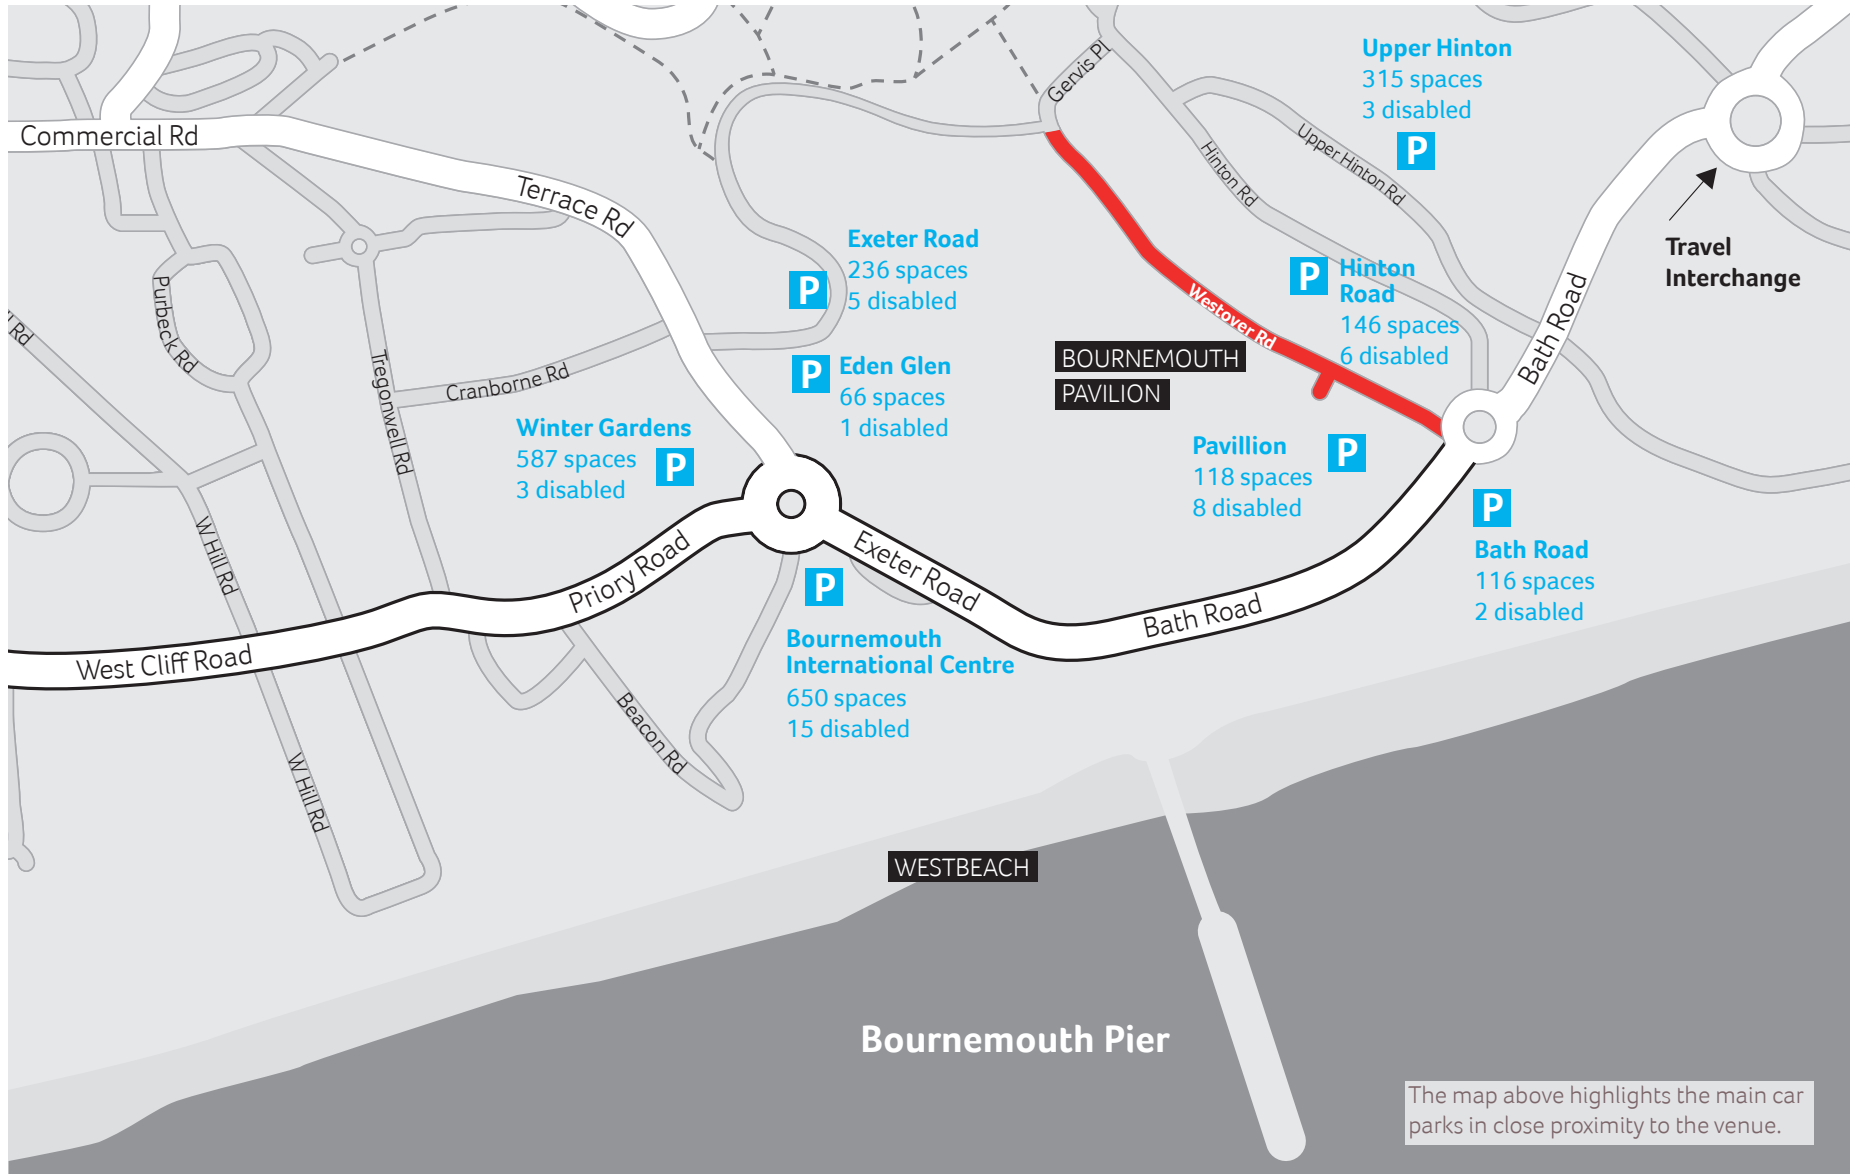 Commercial Rd
Terrace Rd
Gervis Pl
Upper Hinton
315 spaces
3 disabled
P
Upper Hinton Rd
Hinton Rd
Travel
Interchange
Exeter Road
236 spaces
5 disabled
P
Hinton
Road
146 spaces
6 disabled
P
Westover Rd
Bath Road
Purbeck Rd
ll Rd
Tregonwell Rd
Cranborne Rd
Eden Glen
66 spaces
1 disabled
P
BOURNEMOUTH
PAVILION
Winter Gardens
587 spaces
3 disabled
P
Pavillion
118 spaces
8 disabled
P
P
Bath Road
116 spaces
2 disabled
W Hill Rd
Priory Road
Exeter Road
P
Bath Road
West Cliff Road
Bournemouth
International Centre
650 spaces
15 disabled
Beacon Rd
W Hill Rd
WESTBEACH
Bournemouth Pier
The map above highlights the main car
parks in close proximity to the venue.